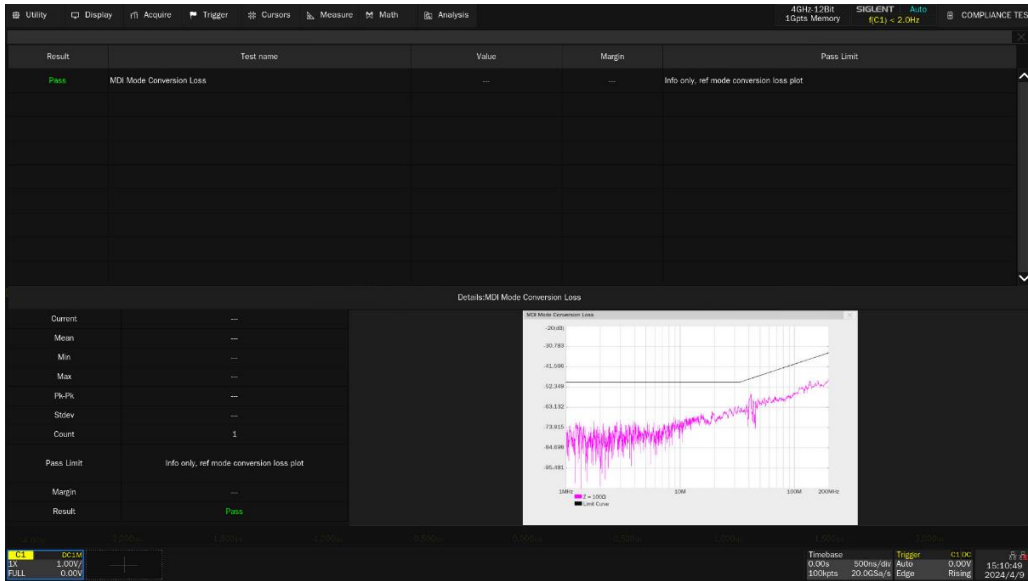 Utility Display Acquire Trigger Cursors Measure Math Analysis 4GHz-12Bit SIGLENT Auto COMPLIANCE TES
1Gpts Memory f(C1) < 2.0Hz
Result Test name Value Margin Pass Limit
Pass MDI Mode Conversion Loss --- --- Info only, ref mode conversion loss plot
Details:MDI Mode Conversion Loss
Current ---
Mean ---
Min ---
Max ---
Pk-Pk ---
Stdev ---
Count 1
Pass Limit Info only, ref mode conversion loss plot
Margin ---
Result Pass
MDI Mode Conversion Loss
-20(dB)
-30.783
-41.566
-52.349
-63.132
-73.915
-84.698
-95.481
1MHz 10M 100M 200MHz
Z = 100Ω
Limit Curve
C1 DC1M
1X 1.00V/
FULL 0.00V
Timebase
0.00s 500ns/div
100kpts 20.0GSa/s
Trigger C1 DC
Auto 0.00V
Edge Rising
15:10:49
2024/4/9